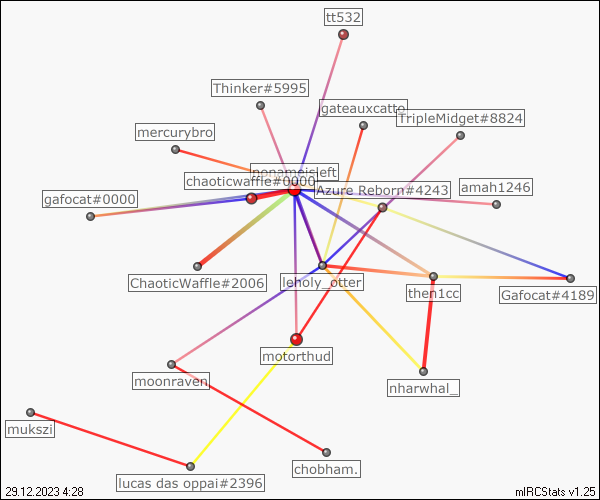 tt532
Thinker#5995
gateauxcatto
TripleMidget#8824
mercurybro
nonameisleft
chaoticwaffle#0000
Azure Reborn#4243
amah1246
gafocat#0000
ChaoticWaffle#2006
leholy_otter
then1cc
Gafocat#4189
motorthud
moonraven
nharwhal_
mukszi
chobham.
lucas das oppai#2396
29.12.2023 4:28
mIRCStats v1.25